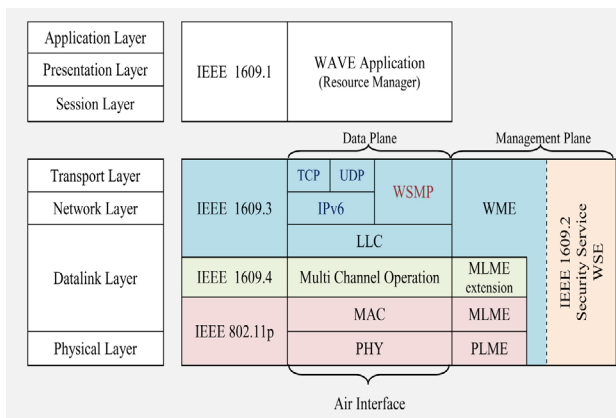 Application Layer
Presentation Layer
Session Layer
IEEE 1609.1
WAVE Application
(Resource Manager)
Data Plane
Management Plane
Transport Layer
Network Layer
Datalink Layer
Physical Layer
IEEE 1609.3
TCP
UDP
WSMP
IPv6
LLC
WME
IEEE 1609.4
Multi Channel Operation
MLME
extension
IEEE 802.11p
MAC
MLME
PHY
PLME
IEEE 1609.2
Security Service
WSE
Air Interface